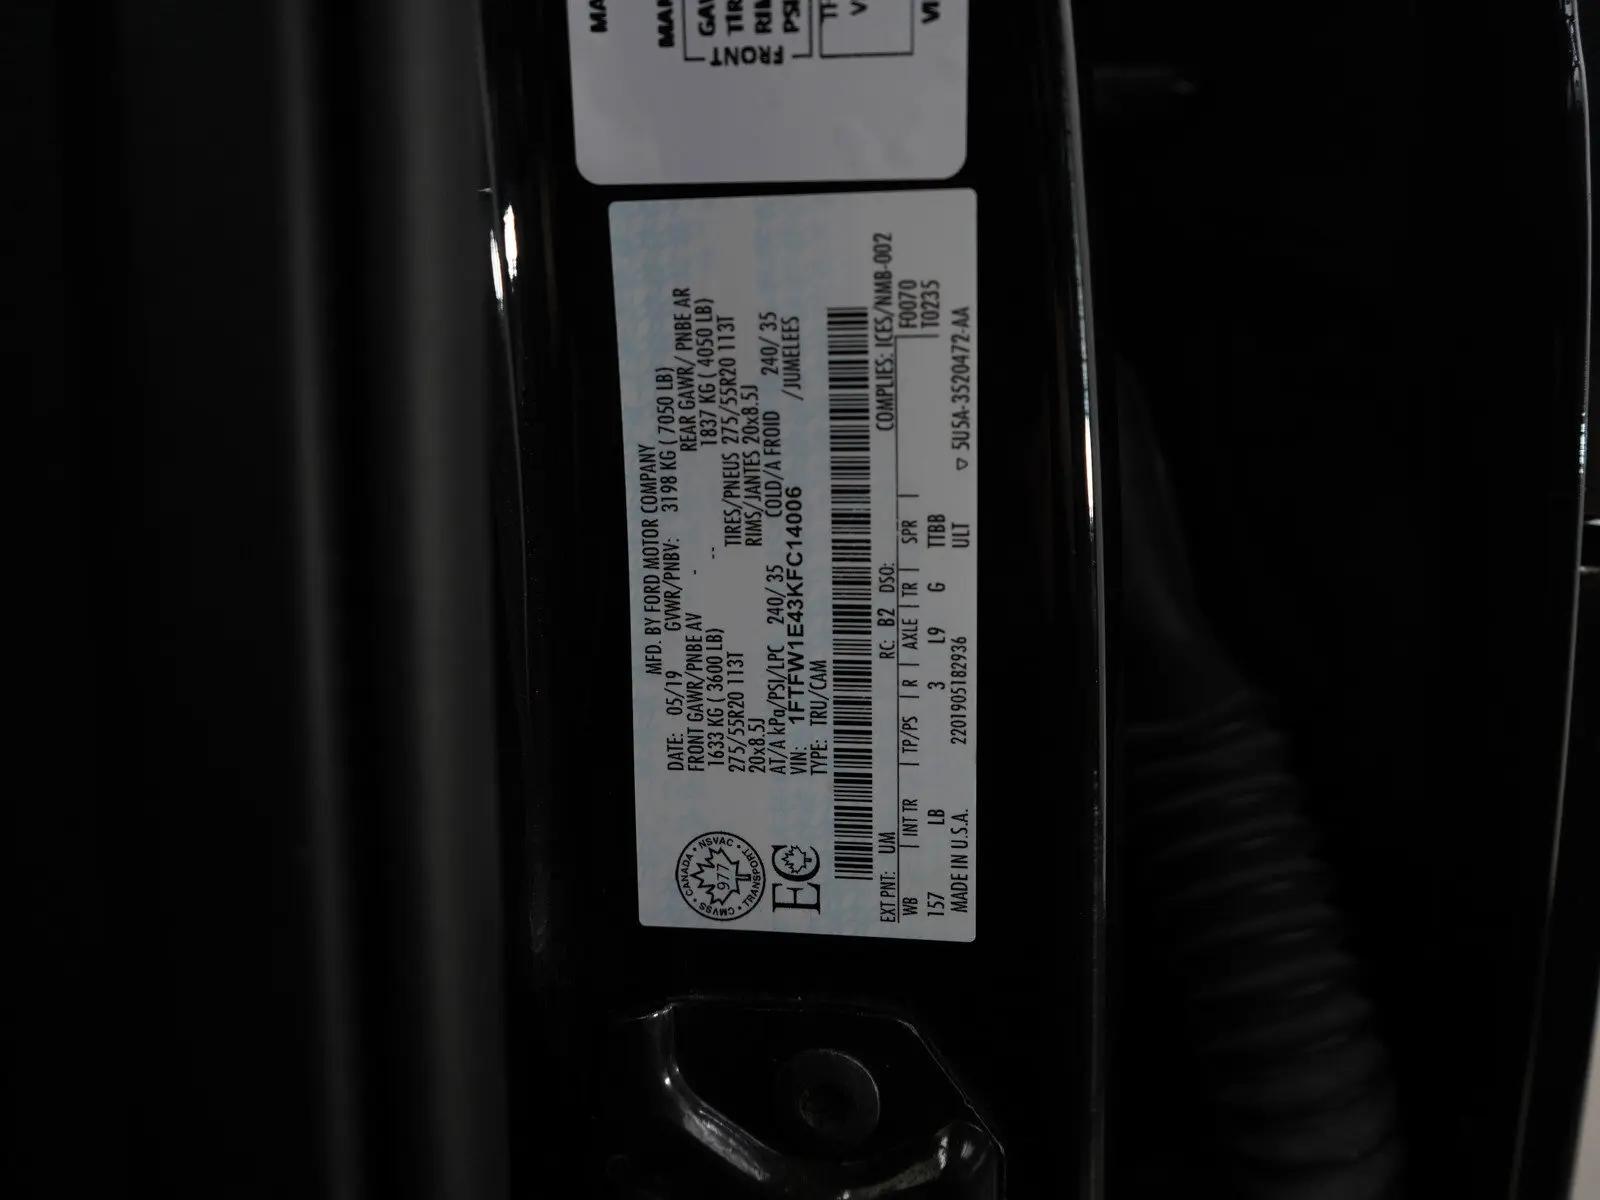 MFD. BY FORD MOTOR COMPANY
DATE: 05/19 GVWR/PNBV: 3198 KG ( 7050 LB)
FRONT GAWR/PNBE AV - REAR GAWR/ PNBE AR
1633 KG ( 3600 LB) -- 1837 KG ( 4050 LB)
275/55R20 113T TIRES/PNEUS 275/55R20 113T
20x8.5J RIMS/JANTES 20x8.5J
AT/A kPa/PSI/LPC 240/ 35 COLD/A FROID 240/ 35
VIN: 1FTFW1E43KFC14006 /JUMELEES
TYPE: TRU/CAM
CANADA • NSVAC • TRANSPORT • CMVSS •
977
EC
COMPLIES: ICES/NMB-002
EXT PNT: UM RC: B2 DSO: F0070
WB | INT TR | TP/PS | R | AXLE | TR | SPR | T0235
157 LB 3 L9 G TTBB
MADE IN U.S.A. 2201905182936 ULT ▽ 5U5A-3520472-AA
FRONT